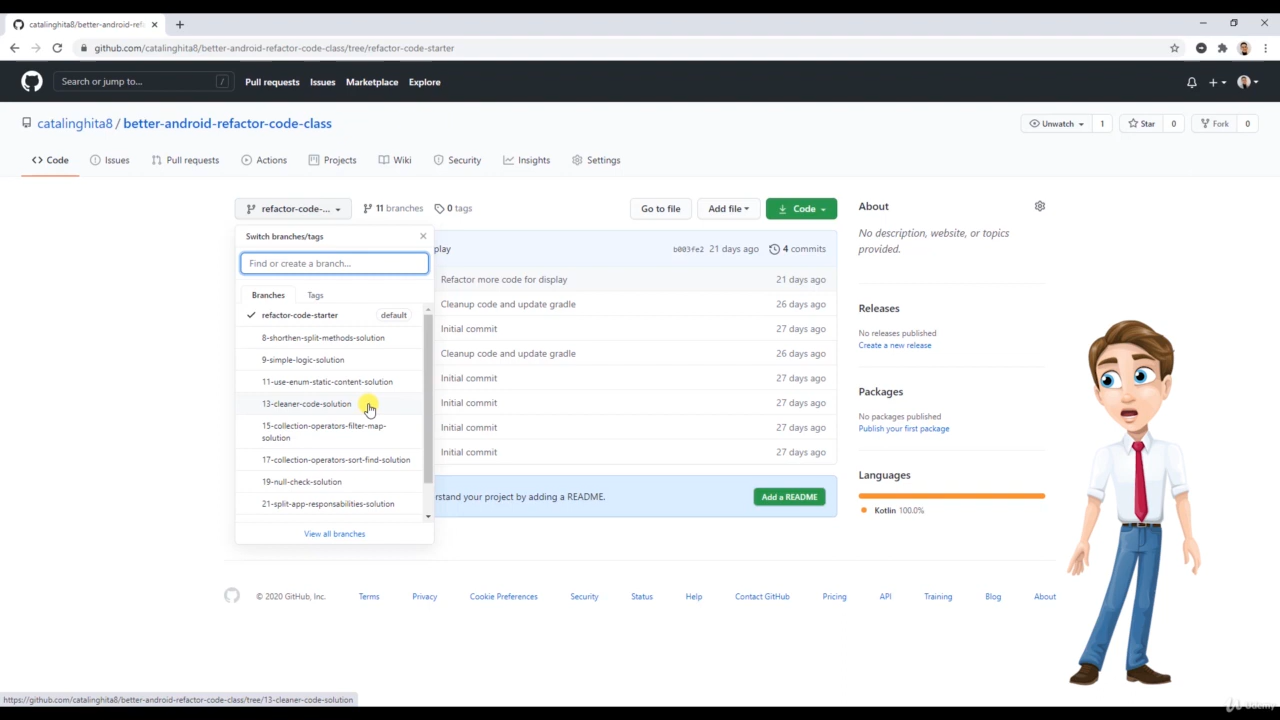 catalinghita8/better-android-ref
github.com/catalinghita8/better-android-refactor-code-class/tree/refactor-code-starter
Search or jump to...
/
Pull requests
Issues
Marketplace
Explore
catalinghita8 / better-android-refactor-code-class
Unwatch
1
Star
0
Fork
0
Code
Issues
Pull requests
Actions
Projects
Wiki
Security
Insights
Settings
refactor-code-...
11 branches
0 tags
Go to file
Add file
Code
Switch branches/tags
Find or create a branch...
Branches
Tags
refactor-code-starter
default
8-shorthen-split-methods-solution
9-simple-logic-solution
11-use-enum-static-content-solution
13-cleaner-code-solution
15-collection-operators-filter-map-
solution
17-collection-operators-sort-find-solution
19-null-check-solution
21-split-app-responsabilities-solution
View all branches
play
b003fe2 21 days ago
4 commits
Refactor more code for display
21 days ago
Cleanup code and update gradle
26 days ago
Initial commit
27 days ago
Cleanup code and update gradle
26 days ago
Initial commit
27 days ago
Initial commit
27 days ago
Initial commit
27 days ago
Initial commit
27 days ago
rstand your project by adding a README.
Add a README
About
No description, website, or topics
provided.
Releases
No releases published
Create a new release
Packages
No packages published
Publish your first package
Languages
Kotlin 100.0%
© 2020 GitHub, Inc.
Terms
Privacy
Cookie Preferences
Security
Status
Help
Contact GitHub
Pricing
API
Training
Blog
About
https://github.com/catalinghita8/better-android-refactor-code-class/tree/13-cleaner-code-solution
Udemy